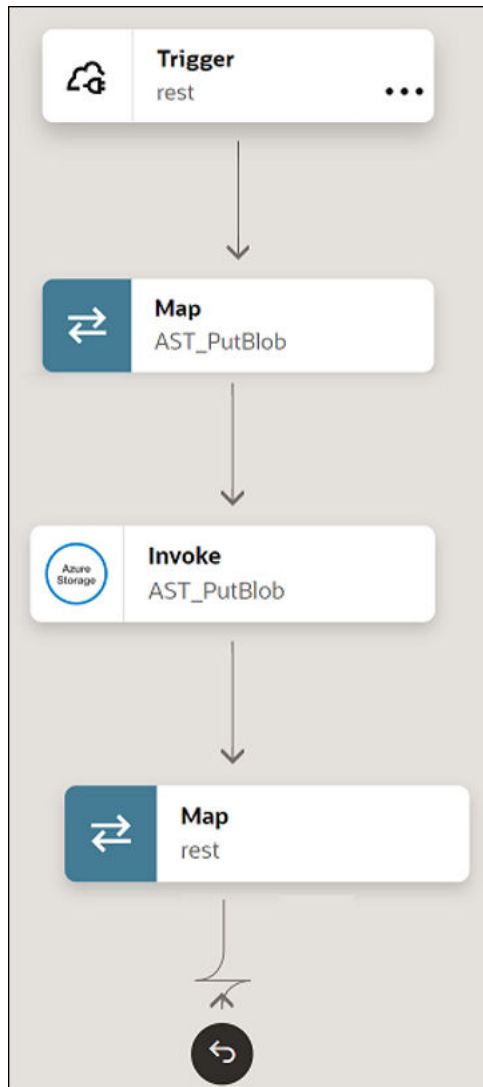 Trigger
rest
Map
AST_PutBlob
Azure
Storage
Invoke
AST_PutBlob
Map
rest